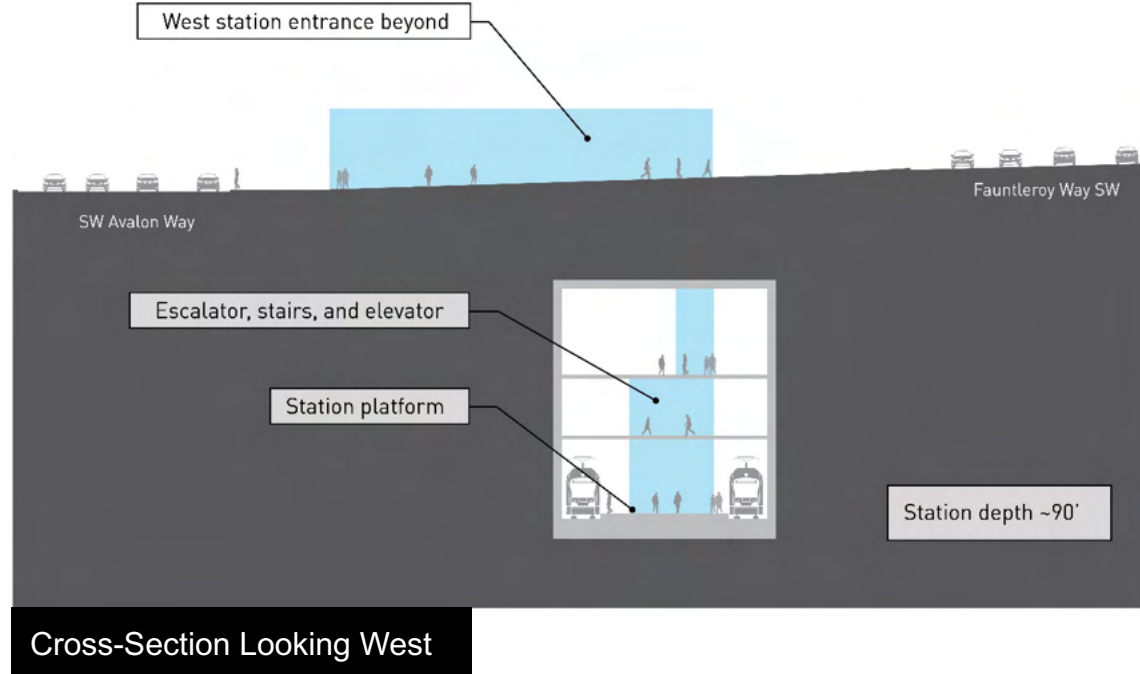 West station entrance beyond
Fauntleroy Way SW
SW Avalon Way
Escalator, stairs, and elevator
Station platform
Station depth ~90'
Cross-Section Looking West